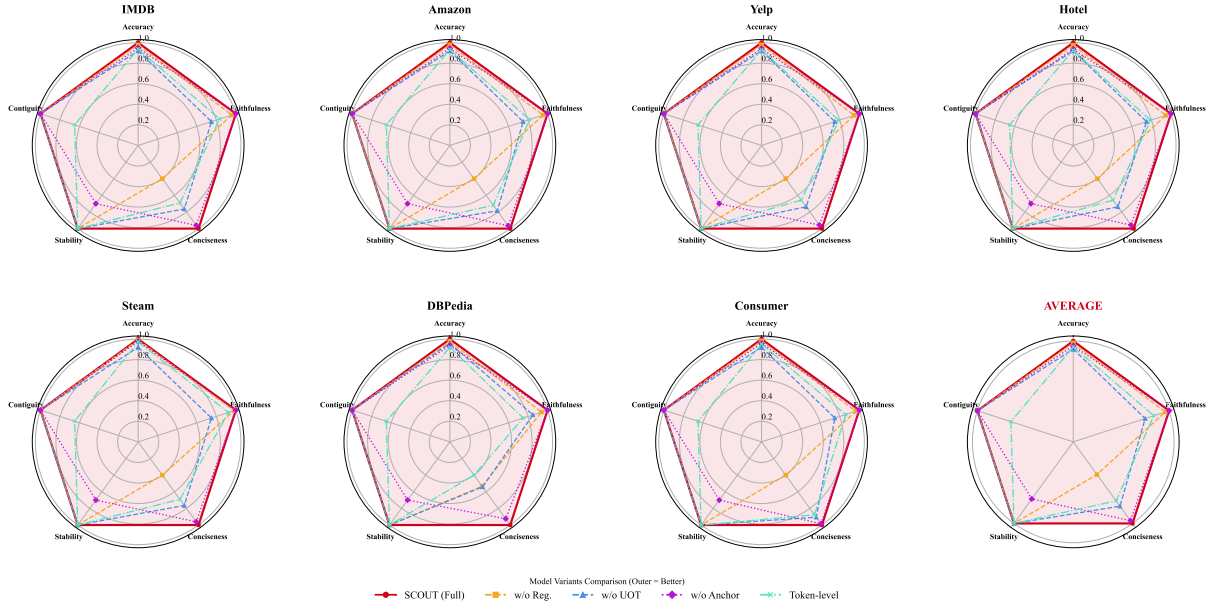 IMDB
Accuracy
1.0
0.8
0.6
0.4
0.2
Contiguity
Faithfulness
Stability
Conciseness
Amazon
Accuracy
1.0
0.8
0.6
0.4
0.2
Contiguity
Faithfulness
Stability
Conciseness
Yelp
Accuracy
1.0
0.8
0.6
0.4
0.2
Contiguity
Faithfulness
Stability
Conciseness
Hotel
Accuracy
1.0
0.8
0.6
0.4
0.2
Contiguity
Faithfulness
Stability
Conciseness
Steam
Accuracy
1.0
0.8
0.6
0.4
0.2
Contiguity
Faithfulness
Stability
Conciseness
DBPedia
Accuracy
1.0
0.8
0.6
0.4
0.2
Contiguity
Faithfulness
Stability
Conciseness
Consumer
Accuracy
1.0
0.8
0.6
0.4
0.2
Contiguity
Faithfulness
Stability
Conciseness
AVERAGE
Accuracy
Contiguity
Faithfulness
Stability
Conciseness
Model Variants Comparison (Outer = Better)
SCOUT (Full) w/o Reg. w/o UOT w/o Anchor Token-level